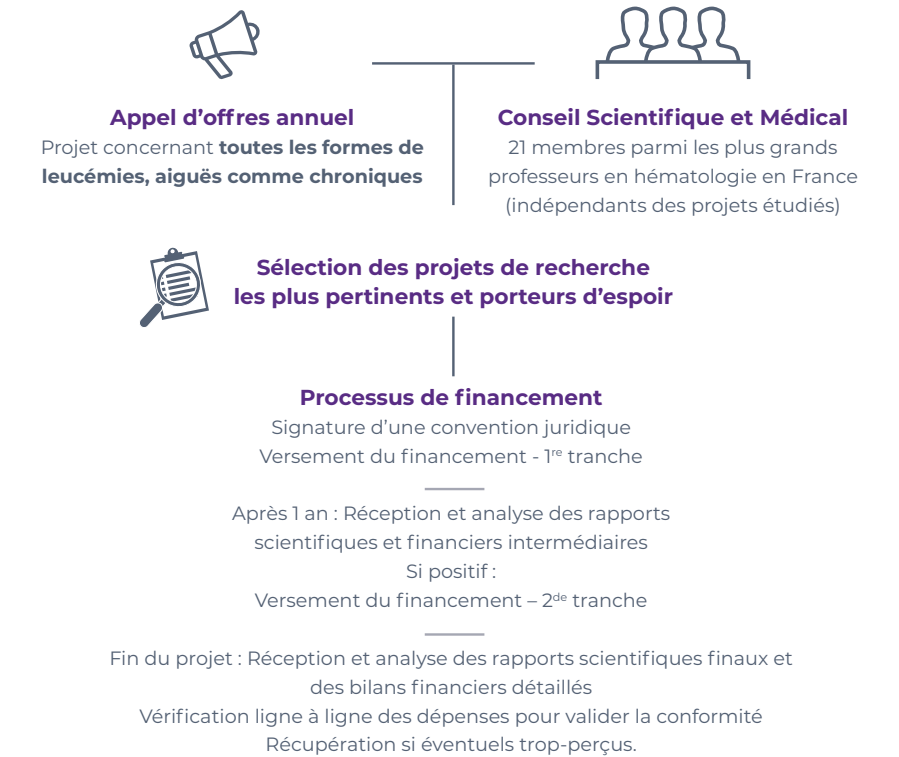 Appel d’offres annuel
Projet concernant toutes les formes de
leucémies, aiguës comme chroniques
Conseil Scientifique et Médical
21 membres parmi les plus grands
professeurs en hématologie en France
(indépendants des projets étudiés)
Sélection des projets de recherche
les plus pertinents et porteurs d’espoir
Processus de financement
Signature d’une convention juridique
Versement du financement - 1re tranche
Après 1 an : Réception et analyse des rapports
scientifiques et financiers intermédiaires
Si positif :
Versement du financement – 2de tranche
Fin du projet : Réception et analyse des rapports scientifiques finaux et
des bilans financiers détaillés
Vérification ligne à ligne des dépenses pour valider la conformité
Récupération si éventuels trop-perçus.